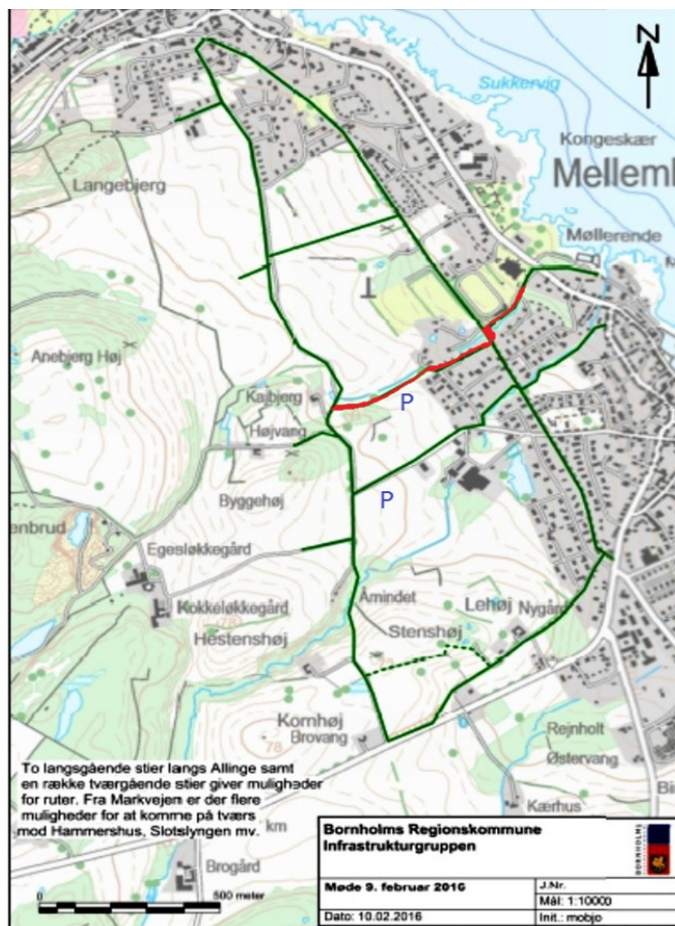 N
Sukkervig
Kongeskær
Langebjerg
Møllerende
Anebjerg Høj
Kajbjerg
P
Højvang
Byggehøj
P
Egesløkkegård
Åmindet
Kokkeløkkegård
Lehøj
Nygård
Hestenshøj
Stenshøj
Kornhøj
Brovang
78
78
Rejnholt
Østervang
Kærhus
To langsgående stier langs Allinge samt
en række tværgående stier giver muligheder
for ruter. Fra Markvejen er der flere
muligheder for at komme på tværs
mod Hammershus, Slotslyngen mv.
km
Brogård
0 500 meter
Bornholms Regionskommune
Infrastrukturgruppen
BORNHOLMS
Møde 9. februar 2016
J.Nr.
Mål: 1:10000
Dato: 10.02.2016
Init.: mobjo